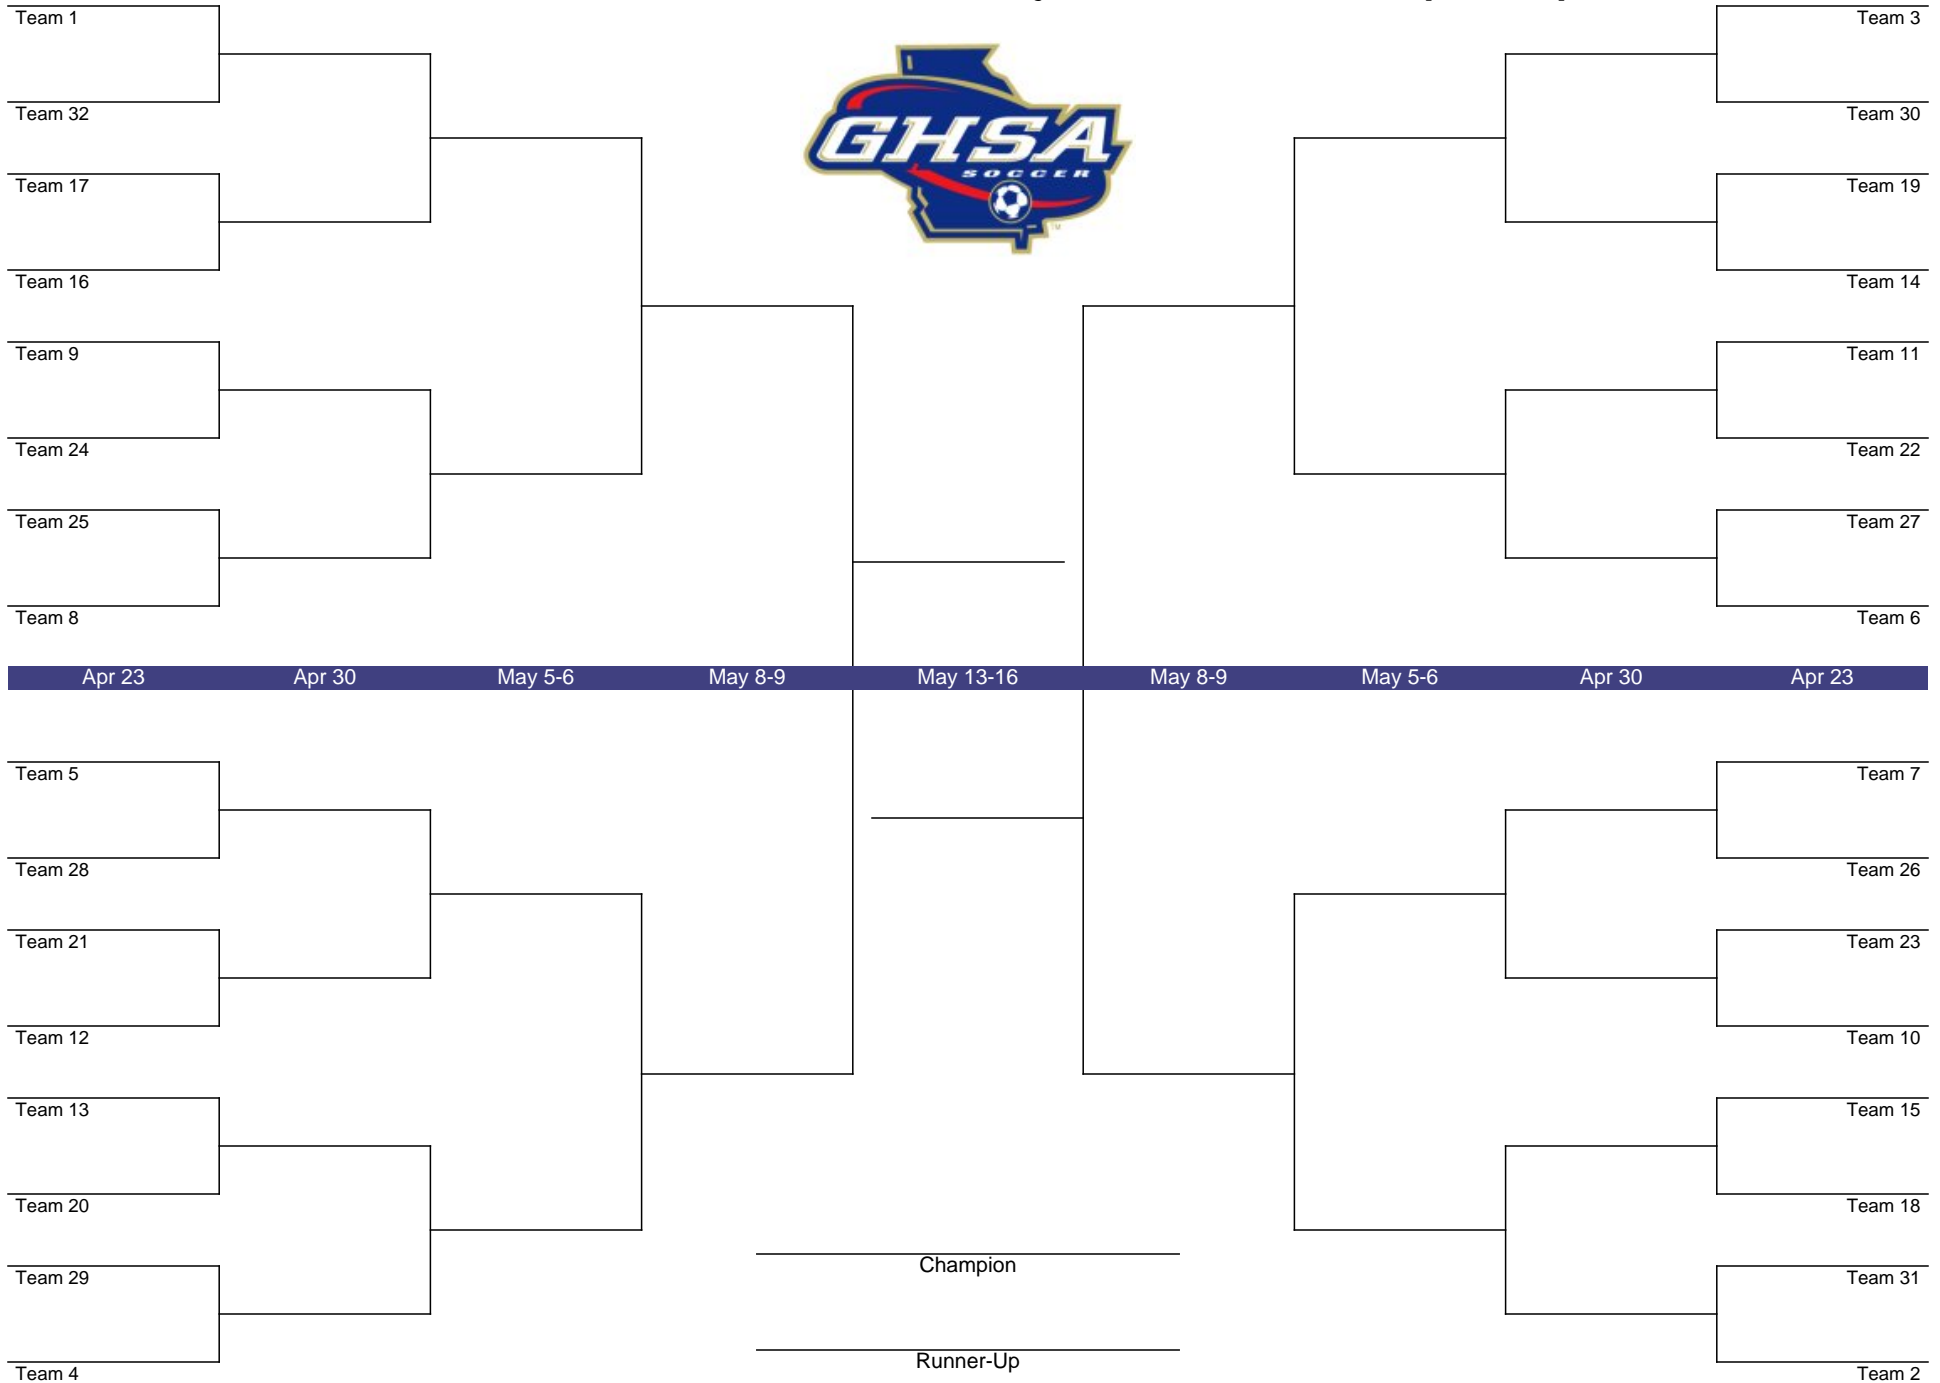 Team 1
Team 32
Team 17
Team 16
Team 9
Team 24
Team 25
Team 8
GHSA
SOCCER
TM
Team 3
Team 30
Team 19
Team 14
Team 11
Team 22
Team 27
Team 6
Apr 23 Apr 30 May 5-6 May 8-9 May 13-16 May 8-9 May 5-6 Apr 30 Apr 23
Team 5
Team 28
Team 21
Team 12
Team 13
Team 20
Team 29
Team 4
Champion
Runner-Up
Team 7
Team 26
Team 23
Team 10
Team 15
Team 18
Team 31
Team 2